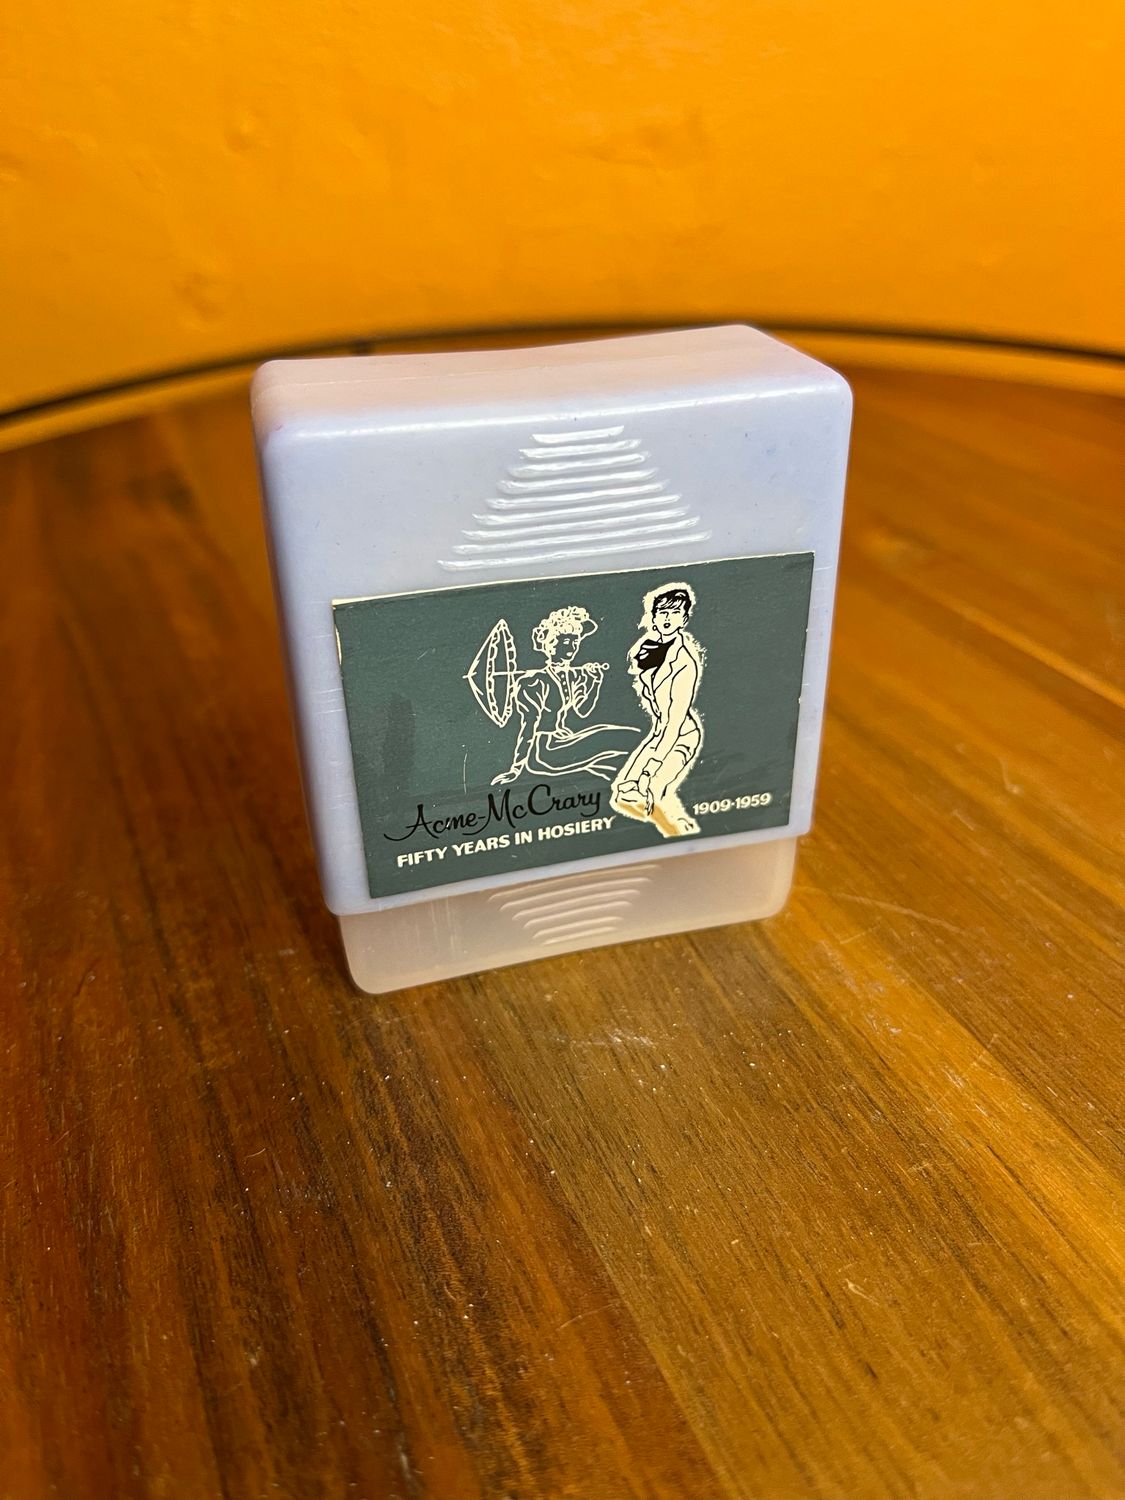 Acme-McCrary
FIFTY YEARS IN HOSIERY
1909-1959